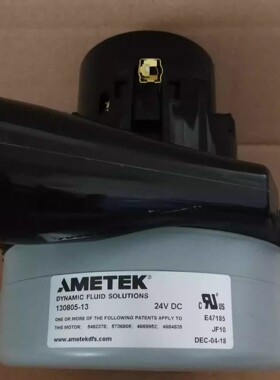 AMETEK®
DYNAMIC FLUID SOLUTIONS
130805-13 24V DC
ONE OR MORE OF THE FOLLOWING PATENTS APPLY TO
THE MOTOR:
www.ametekdfs.com
c us
E47185
JF10
DEC-04-18